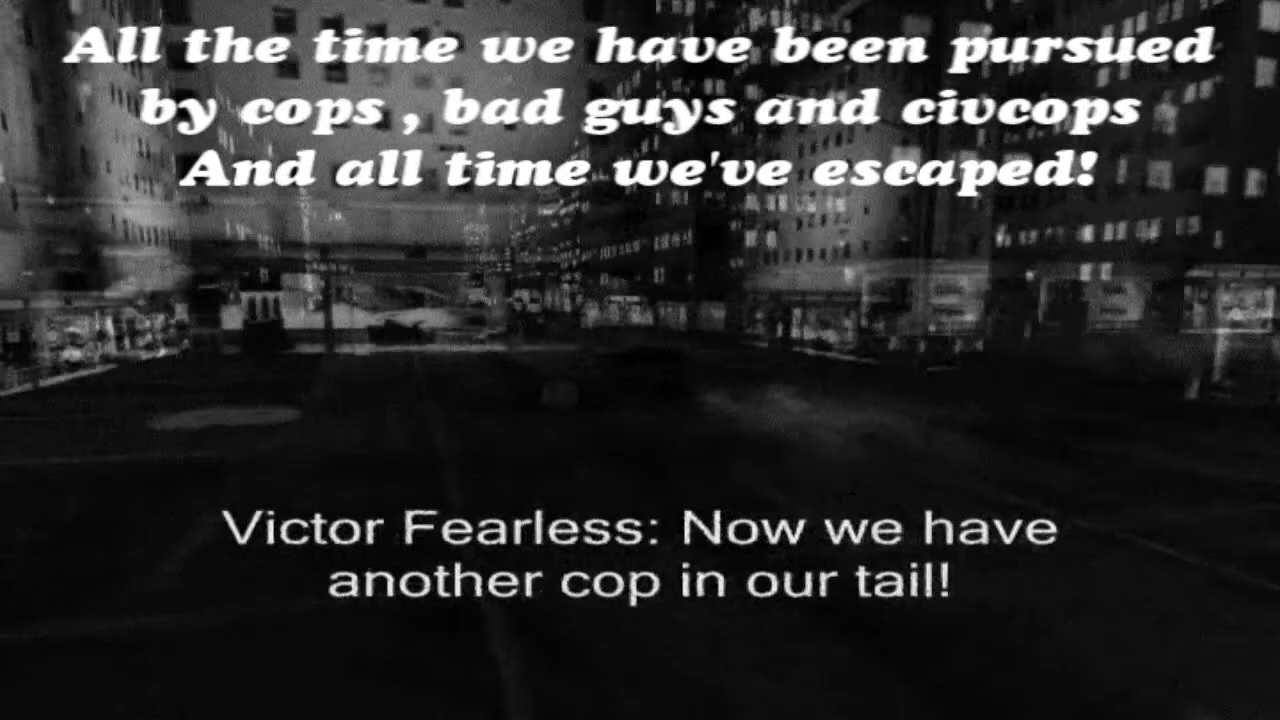 All the time we have been pursued
by cops , bad guys and civcops
And all time we've escaped!
Victor Fearless: Now we have
another cop in our tail!